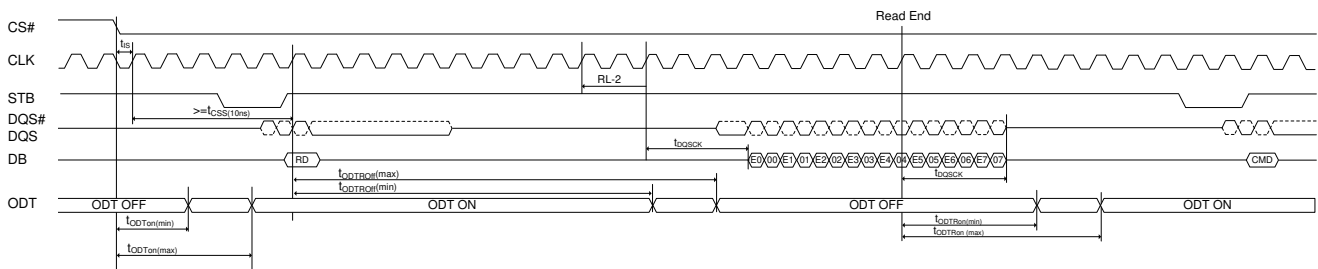 Read End
CS#
tIS
CLK
RL-2
STB
>=tCSS(10ns)
DQS#
DQS
tDQSCK
DB
RD
E0 00 E1 01 E2 02 E3 03 E4 04 E5 05 E6 06 E7 07
CMD
tDQSCK
tODTROff(max)
tODTROff(min)
ODT
ODT OFF
ODT ON
ODT OFF
ODT ON
tODTon(min)
tODTRon(min)
tODTRon (max)
tODTon(max)